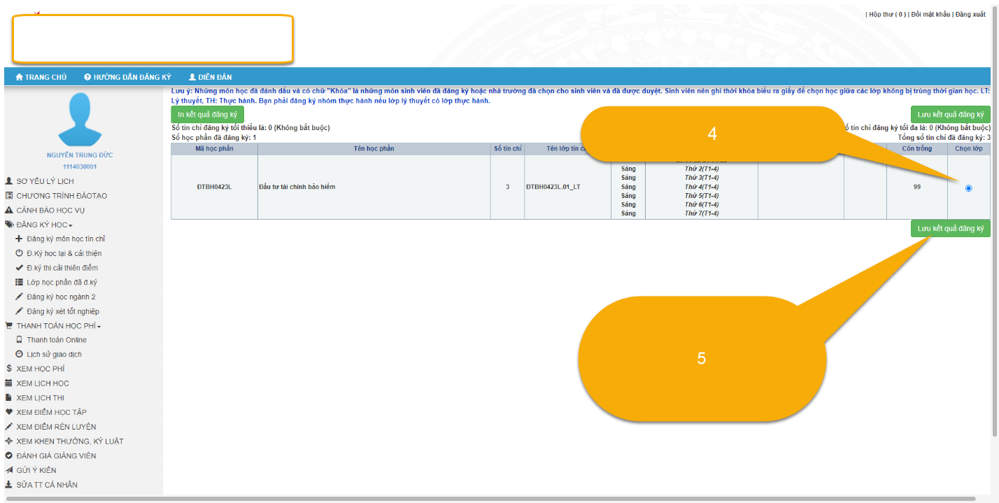 | Hộp thư ( 0 ) | Đổi mật khẩu | Đăng xuất
TRANG CHỦ
HƯỚNG DẪN ĐĂNG KÝ
DIỄN ĐÀN
NGUYỄN TRUNG ĐỨC
1114030001
SƠ YẾU LÝ LỊCH
CHƯƠNG TRÌNH ĐÀOTẠO
CẢNH BÁO HỌC VỤ
ĐĂNG KÝ HỌC
Đăng ký môn học tín chỉ
Đ.Ký học lại & cải thiện
Đ.ký thi cải thiên điểm
Lớp học phần đã đ.ký
Đăng ký học ngành 2
Đăng ký xét tốt nghiệp
THANH TOÁN HỌC PHÍ
Thanh toán Online
Lịch sử giao dịch
XEM HỌC PHÍ
XEM LỊCH HỌC
XEM LỊCH THI
XEM ĐIỂM HỌC TẬP
XEM ĐIỂM RÈN LUYỆN
XEM KHEN THƯỞNG, KỶ LUẬT
ĐÁNH GIÁ GIẢNG VIÊN
GỬI Ý KIẾN
SỬA TT CÁ NHÂN
Lưu ý: Những môn học đã đánh dấu và có chữ "Khóa" là những môn sinh viên đã đăng ký hoặc nhà trường đã chọn cho sinh viên và đã được duyệt. Sinh viên nên ghi thời khóa biểu ra giấy để chọn học giữa các lớp không bị trùng thời gian học. LT:
Lý thuyết, TH: Thực hành. Bạn phải đăng ký nhóm thực hành nếu lớp lý thuyết có lớp thực hành.
In kết quả đăng ký
Lưu kết quả đăng ký
Số tín chỉ đăng ký tối thiểu là: 0 (Không bắt buộc)
tín chỉ đăng ký tối đa là: 0 (Không bắt buộc)
Số học phần đã đăng ký: 1
Tổng số tín chỉ đã đăng ký: 3
Mã học phần
Tên học phần
Số tín chỉ
Tên lớp tín
Còn trống
Chọn lớp
ĐTBH0423L
Đầu tư tài chính bảo hiểm
3
ĐTBH0423L.01_LT
Sáng Thứ 2(T1-4)
Sáng Thứ 3(T1-4)
Sáng Thứ 4(T1-4)
Sáng Thứ 5(T1-4)
Sáng Thứ 6(T1-4)
Sáng Thứ 7(T1-4)
99
Lưu kết quả đăng ký
4
5